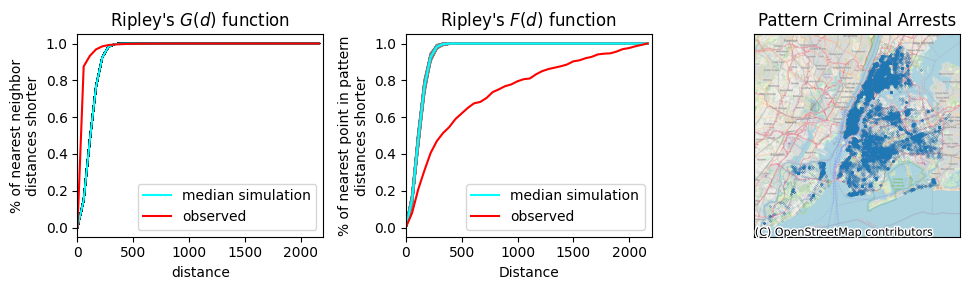 Ripley's G(d) function
% of nearest neighbor
distances shorter
1.0
0.8
0.6
0.4
0.2
0.0
median simulation
observed
0
500
1000
1500
2000
distance
Ripley's F(d) function
% of nearest point in pattern
distances shorter
1.0
0.8
0.6
0.4
0.2
0.0
median simulation
observed
0
500
1000
1500
2000
Distance
Pattern Criminal Arrests
(C) OpenStreetMap contributors